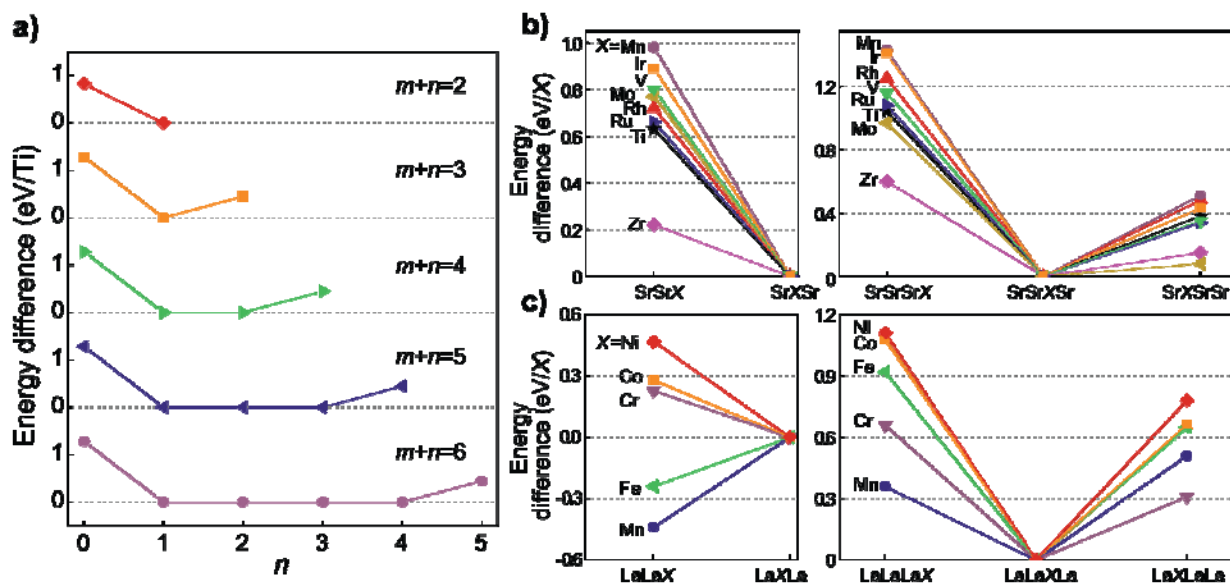 a)
Energy difference (eV/Ti)
1
0
m+n=2
1
0
m+n=3
1
0
m+n=4
1
0
m+n=5
1
0
m+n=6
0 1 2 3 4 5
n
b)
Energy
difference (eV/X)
1.0
0.8
0.6
0.4
0.2
0
X=Mn
Ir
V
Mo
Rh
Ru
Ti
Zr
SrSrX SrXSr
1.2
0.8
0.4
0
Mn
Ir
Rh
V
Ru
Ti
Mo
Zr
SrSrSrX SrSrXSr SrXSrSr
c)
Energy
difference (eV/X)
0.6
0.3
0.0
-0.3
-0.6
X=Ni
Co
Cr
Fe
Mn
LaLaX LaXLa
1.2
0.9
0.6
0.3
0
Ni
Co
Fe
Cr
Mn
LaLaLaX LaLaXLa LaXLaLa